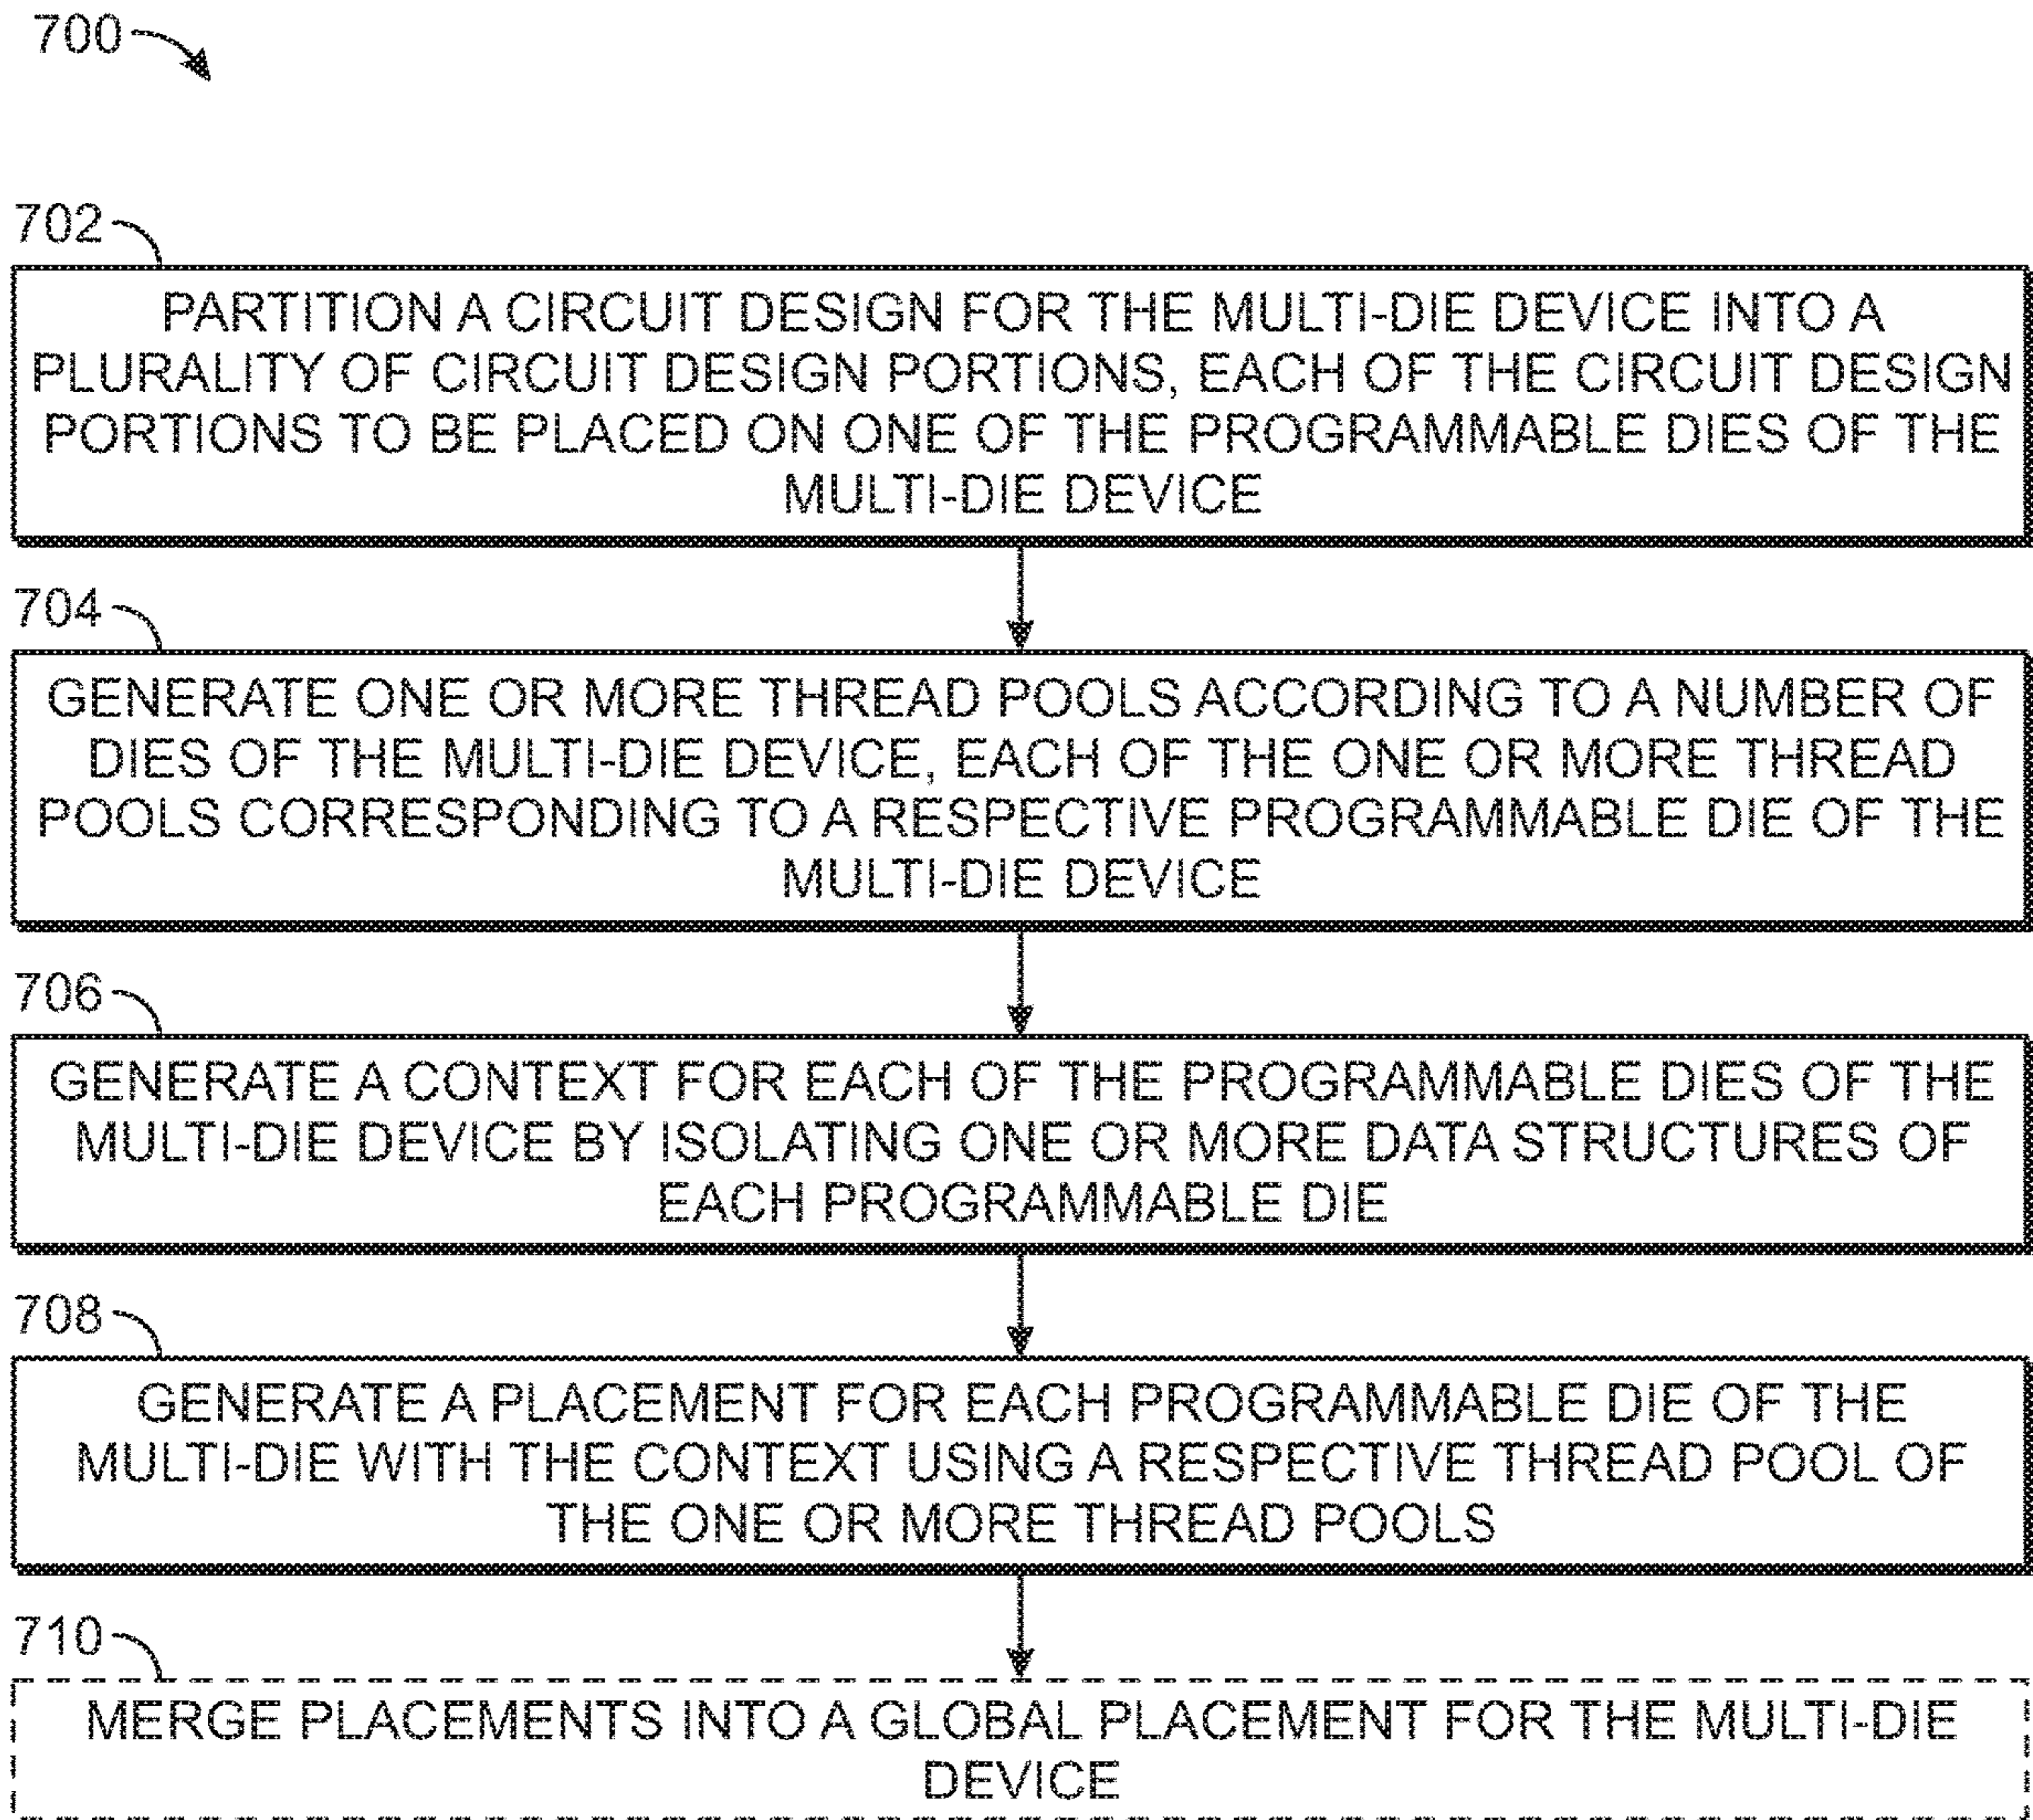 700
702
PARTITION A CIRCUIT DESIGN FOR THE MULTI-DIE DEVICE INTO A
PLURALITY OF CIRCUIT DESIGN PORTIONS, EACH OF THE CIRCUIT DESIGN
PORTIONS TO BE PLACED ON ONE OF THE PROGRAMMABLE DIES OF THE
MULTI-DIE DEVICE
704
GENERATE ONE OR MORE THREAD POOLS ACCORDING TO A NUMBER OF
DIES OF THE MULTI-DIE DEVICE, EACH OF THE ONE OR MORE THREAD
POOLS CORRESPONDING TO A RESPECTIVE PROGRAMMABLE DIE OF THE
MULTI-DIE DEVICE
706
GENERATE A CONTEXT FOR EACH OF THE PROGRAMMABLE DIES OF THE
MULTI-DIE DEVICE BY ISOLATING ONE OR MORE DATA STRUCTURES OF
EACH PROGRAMMABLE DIE
708
GENERATE A PLACEMENT FOR EACH PROGRAMMABLE DIE OF THE
MULTI-DIE WITH THE CONTEXT USING A RESPECTIVE THREAD POOL OF
THE ONE OR MORE THREAD POOLS
710
MERGE PLACEMENTS INTO A GLOBAL PLACEMENT FOR THE MULTI-DIE
DEVICE